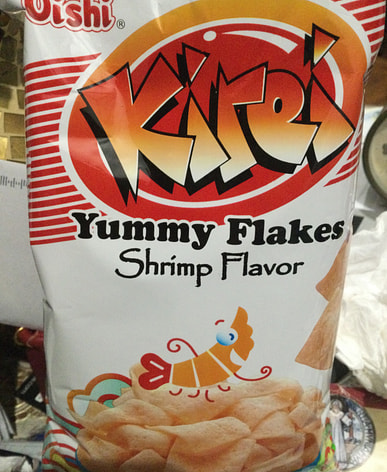 Oishi®
Kirei
Yummy Flakes
Shrimp Flavor